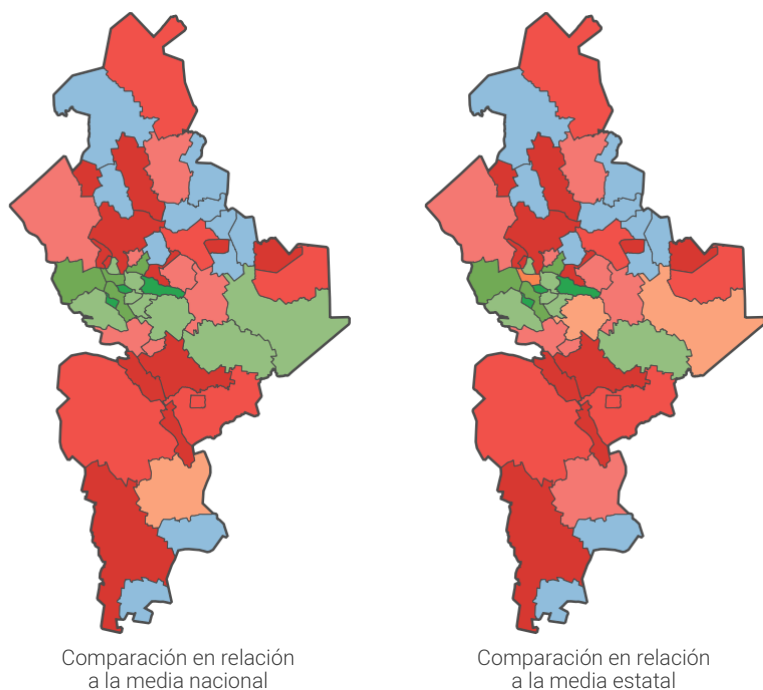 Comparación en relación
a la media nacional
Comparación en relación
a la media estatal